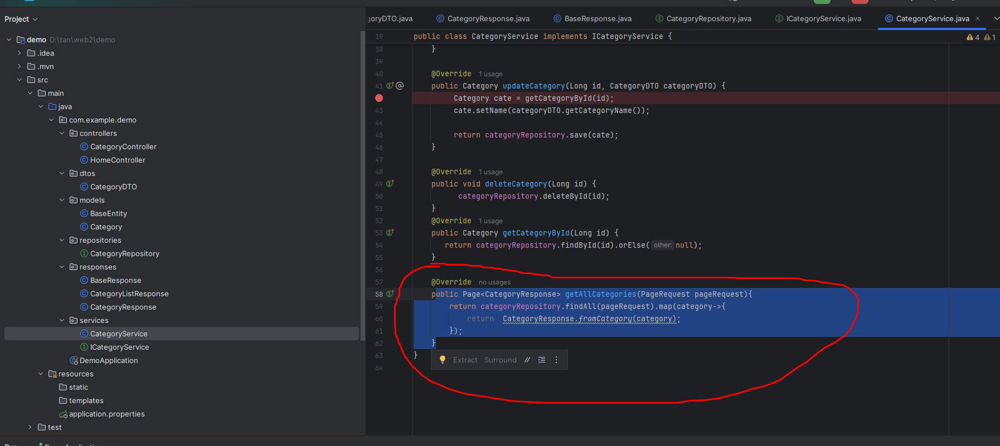 Project
demo D:\tan\web2\demo
.idea
.mvn
src
main
java
com.example.demo
controllers
CategoryController
HomeController
dtos
CategoryDTO
models
BaseEntity
Category
repositories
CategoryRepository
responses
BaseResponse
CategoryListResponse
CategoryResponse
services
CategoryService
ICategoryService
DemoApplication
resources
static
templates
application.properties
test
goryDTO.java CategoryResponse.java BaseResponse.java CategoryRepository.java ICategoryService.java CategoryService.java
19 public class CategoryService implements ICategoryService { 4 1
38 }
39
40 @Override 1 usage
41 public Category updateCategory(Long id, CategoryDTO categoryDTO) {
Category cate = getCategoryById(id);
43 cate.setName(categoryDTO.getCategoryName());
44
45 return categoryRepository.save(cate);
46 }
47
48 @Override 1 usage
49 public void deleteCategory(Long id) {
50 categoryRepository.deleteById(id);
51 }
52 @Override 1 usage
53 public Category getCategoryById(Long id) {
54 return categoryRepository.findById(id).orElse( other: null);
55 }
56
57 @Override no usages
58 public Page<CategoryResponse> getAllCategories(PageRequest pageRequest){
59 return categoryRepository.findAll(pageRequest).map(category->{
60 return CategoryResponse.fromCategory(category);
61 });
62 }
63 }
64
Extract Surround //